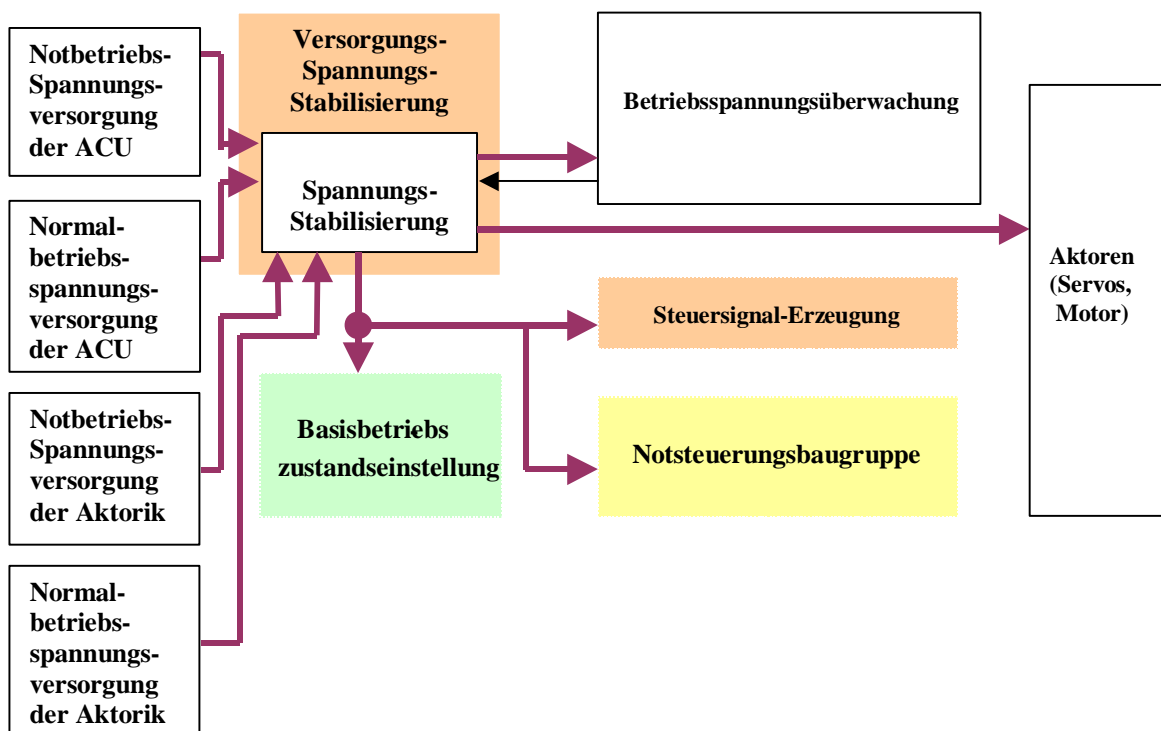 Notbetriebs-
Spannungs-
versorgung
der ACU
Normal-
betriebs-
spannungs-
versorgung
der ACU
Notbetriebs-
Spannungs-
versorgung
der Aktorik
Normal-
betriebs-
spannungs-
versorgung
der Aktorik
Versorgungs-
Spannungs-
Stabilisierung
Spannungs-
Stabilisierung
Basisbetriebs
zustandseinstellung
Betriebsspannungsüberwachung
Steuersignal-Erzeugung
Notsteuerungsbaugruppe
Aktoren
(Servos,
Motor)